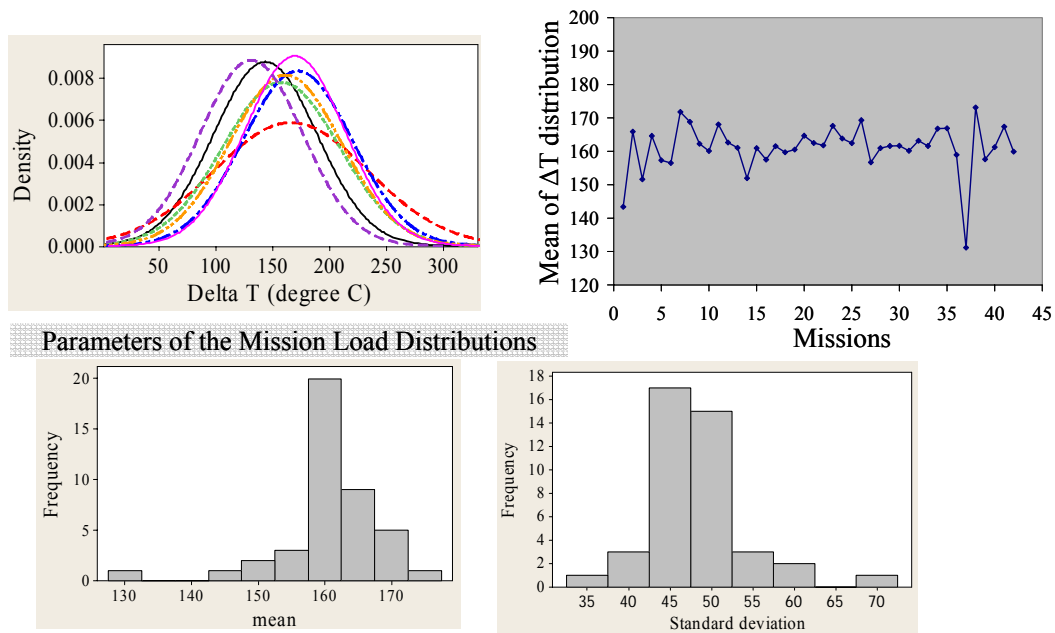 Density
0.008
0.006
0.004
0.002
0.000
50 100 150 200 250 300
Delta T (degree C)
Mean of ΔT distribution
200
190
180
170
160
150
140
130
120
0 5 10 15 20 25 30 35 40 45
Missions
Parameters of the Mission Load Distributions
Frequency
20
15
10
5
0
130 140 150 160 170
mean
Frequency
18
16
14
12
10
8
6
4
2
0
35 40 45 50 55 60 65 70
Standard deviation